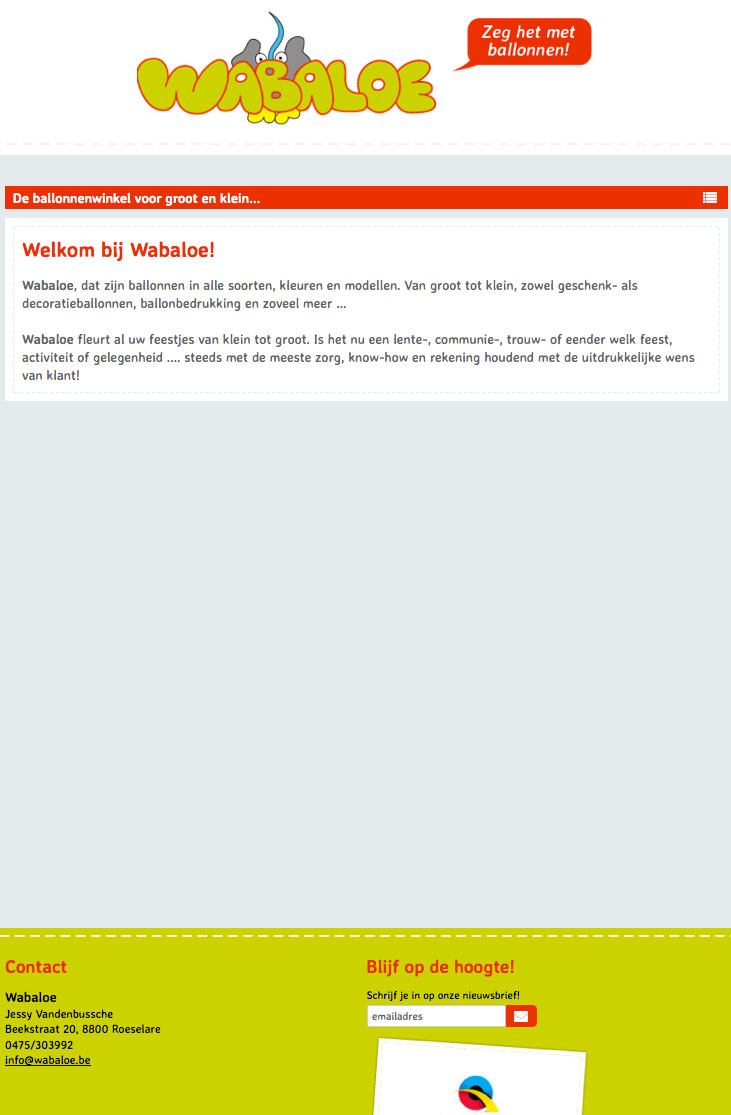 WABALOE
Zeg het met
ballonnen!
De ballonnenwinkel voor groot en klein...
Welkom bij Wabaloe!
Wabaloe, dat zijn ballonnen in alle soorten, kleuren en modellen. Van groot tot klein, zowel geschenk- als
decoratieballonnen, ballonbedrukking en zoveel meer ...
Wabaloe fleurt al uw feestjes van klein tot groot. Is het nu een lente-, communie-, trouw- of eender welk feest,
activiteit of gelegenheid .... steeds met de meeste zorg, know-how en rekening houdend met de uitdrukkelijke wens
van klant!
Contact
Wabaloe
Jessy Vandenbussche
Beekstraat 20, 8800 Roeselare
0475/303992
info@wabaloe.be
Blijf op de hoogte!
Schrijf je in op onze nieuwsbrief!
emailadres